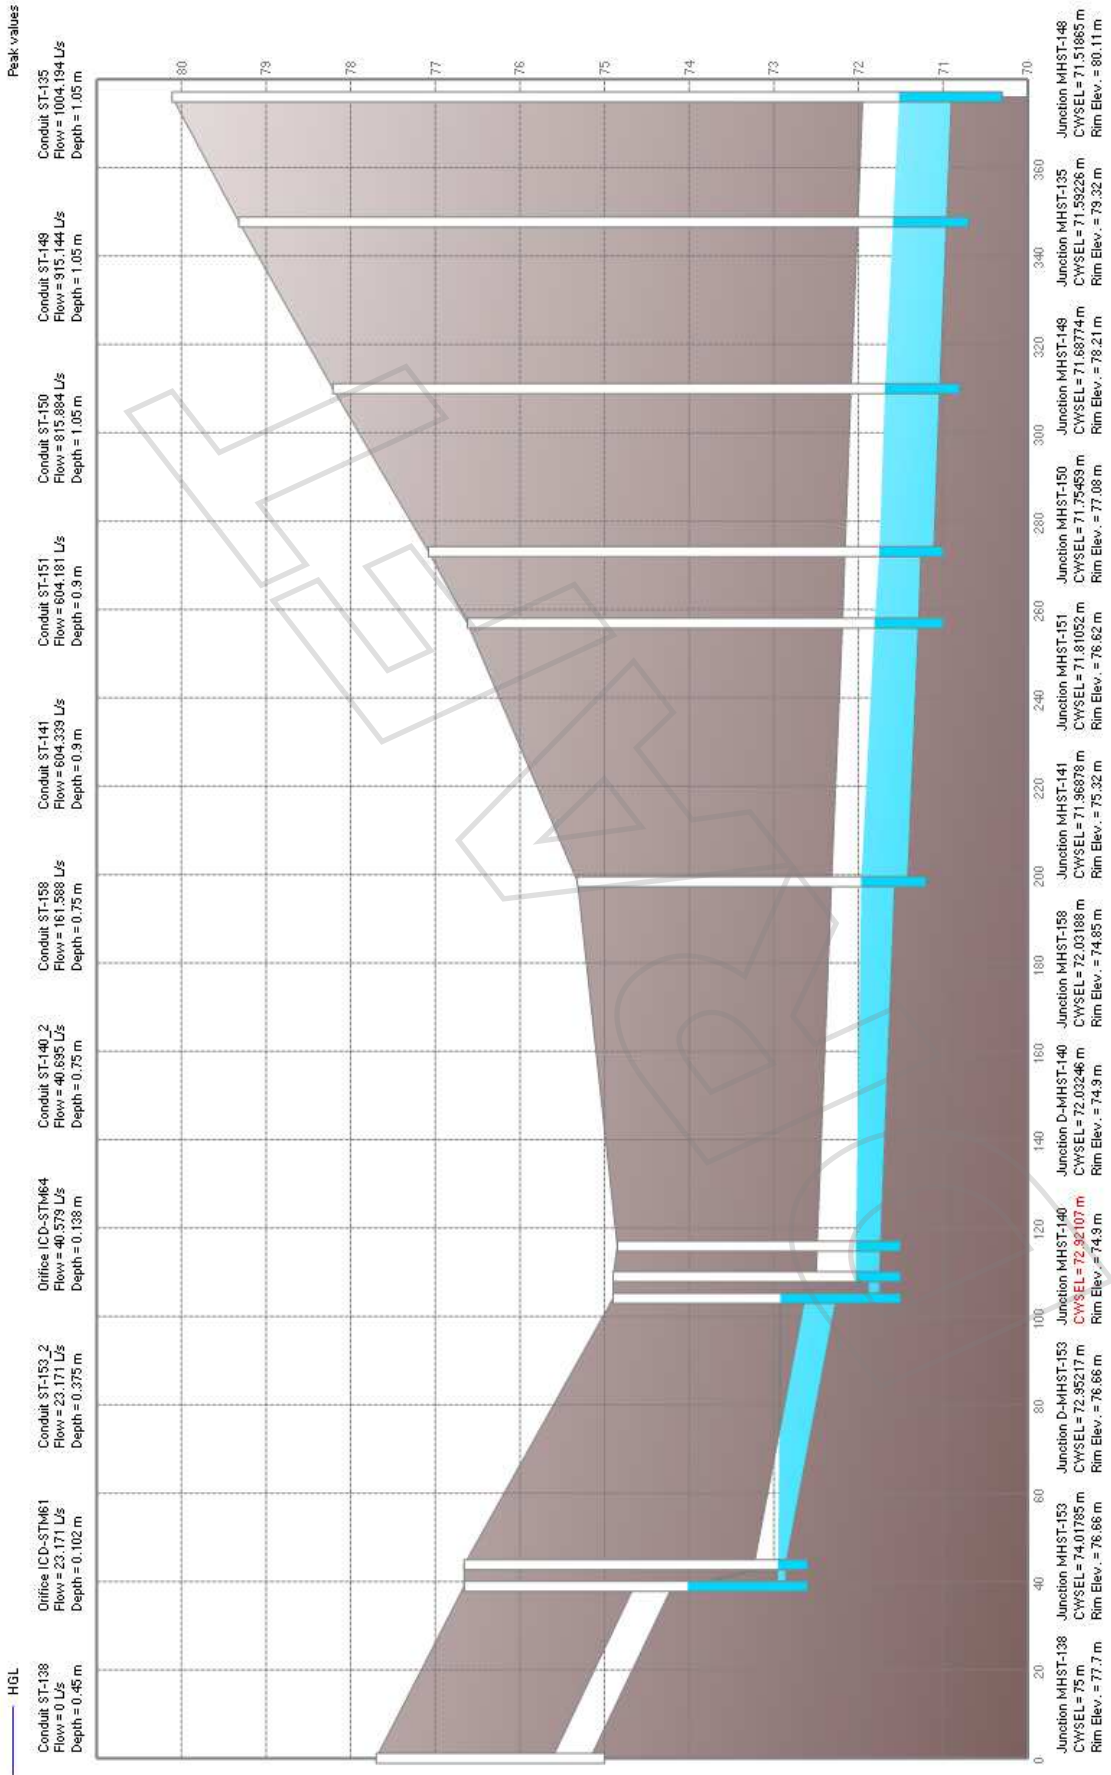 Peak values
HGL
Conduit ST-138
Flow = 0 L/s
Depth = 0.45 m
Orifice ICD-STM61
Flow = 23.171 L/s
Depth = 0.102 m
Conduit ST-153_2
Flow = 23.171 L/s
Depth = 0.375 m
Orifice ICD-STM64
Flow = 40.579 L/s
Depth = 0.138 m
Conduit ST-140_2
Flow = 40.695 L/s
Depth = 0.75 m
Conduit ST-158
Flow = 161.588 L/s
Depth = 0.75 m
Conduit ST-141
Flow = 604.339 L/s
Depth = 0.9 m
Conduit ST-151
Flow = 604.181 L/s
Depth = 0.9 m
Conduit ST-150
Flow = 815.884 L/s
Depth = 1.05 m
Conduit ST-149
Flow = 915.144 L/s
Depth = 1.05 m
Conduit ST-135
Flow = 1004.194 L/s
Depth = 1.05 m
80
79
78
77
76
75
74
73
72
71
70
0 20 40 60 80 100 120 140 160 180 200 220 240 260 280 300 320 340 360
Junction MHST-138
CWSEL = 75 m
Rim Elev. = 77.7 m
Junction MHST-153
CWSEL = 74.01785 m
Rim Elev. = 76.66 m
Junction D-MHST-153
CWSEL = 72.95217 m
Rim Elev. = 76.66 m
Junction MHST-140
CWSEL = 72.92107 m
Rim Elev. = 74.9 m
Junction D-MHST-140
CWSEL = 72.03246 m
Rim Elev. = 74.9 m
Junction MHST-158
CWSEL = 72.03188 m
Rim Elev. = 74.85 m
Junction MHST-141
CWSEL = 71.96878 m
Rim Elev. = 75.32 m
Junction MHST-151
CWSEL = 71.81052 m
Rim Elev. = 76.62 m
Junction MHST-150
CWSEL = 71.75459 m
Rim Elev. = 77.08 m
Junction MHST-149
CWSEL = 71.68774 m
Rim Elev. = 78.21 m
Junction MHST-135
CWSEL = 71.59226 m
Rim Elev. = 79.32 m
Junction MHST-148
CWSEL = 71.51865 m
Rim Elev. = 80.11 m